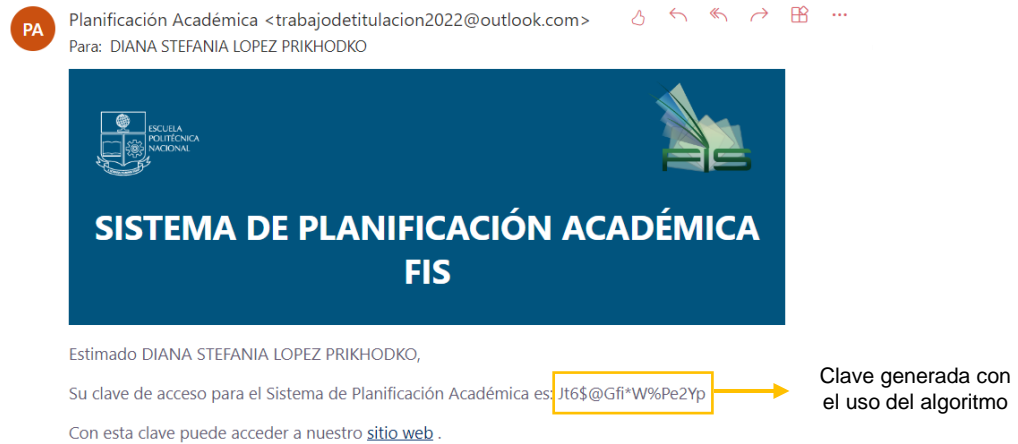 PA
Planificación Académica <trabajodetitulacion2022@outlook.com>
Para: DIANA STEFANIA LOPEZ PRIKHODKO
ESCUELA
POLITÉCNICA
NACIONAL
FIS
SISTEMA DE PLANIFICACIÓN ACADÉMICA
FIS
Estimado DIANA STEFANIA LOPEZ PRIKHODKO,
Su clave de acceso para el Sistema de Planificación Académica es: Jt6$@Gfi*W%Pe2Yp
Clave generada con
el uso del algoritmo
Con esta clave puede acceder a nuestro sitio web .